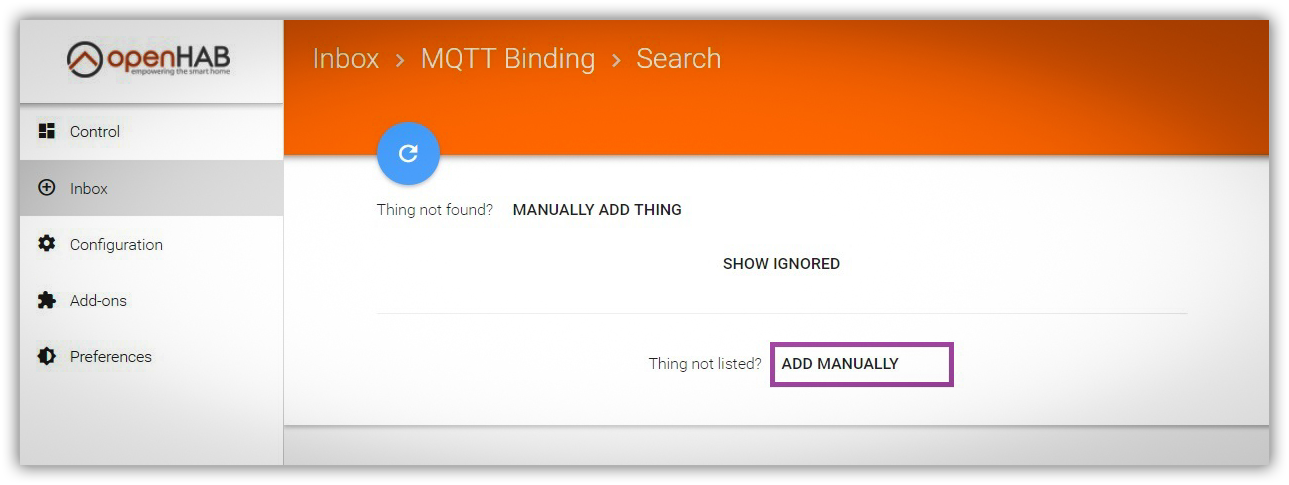 openHAB
empowering the smart home
Inbox > MQTT Binding > Search
Control
Inbox
Configuration
Add-ons
Preferences
Thing not found? MANUALLY ADD THING
SHOW IGNORED
Thing not listed? ADD MANUALLY